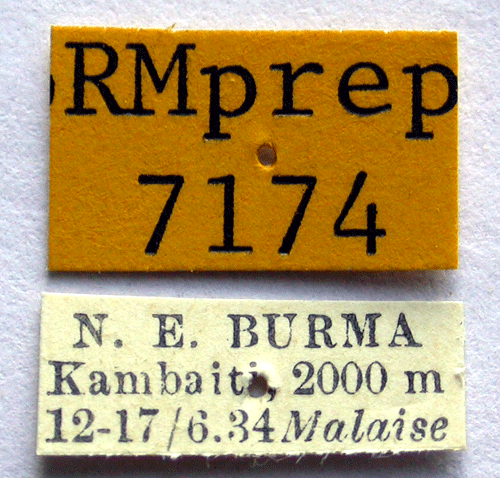 RMprep
7174
N. E. BURMA
Kambaiti, 2000 m
12-17/6.34 Malaise